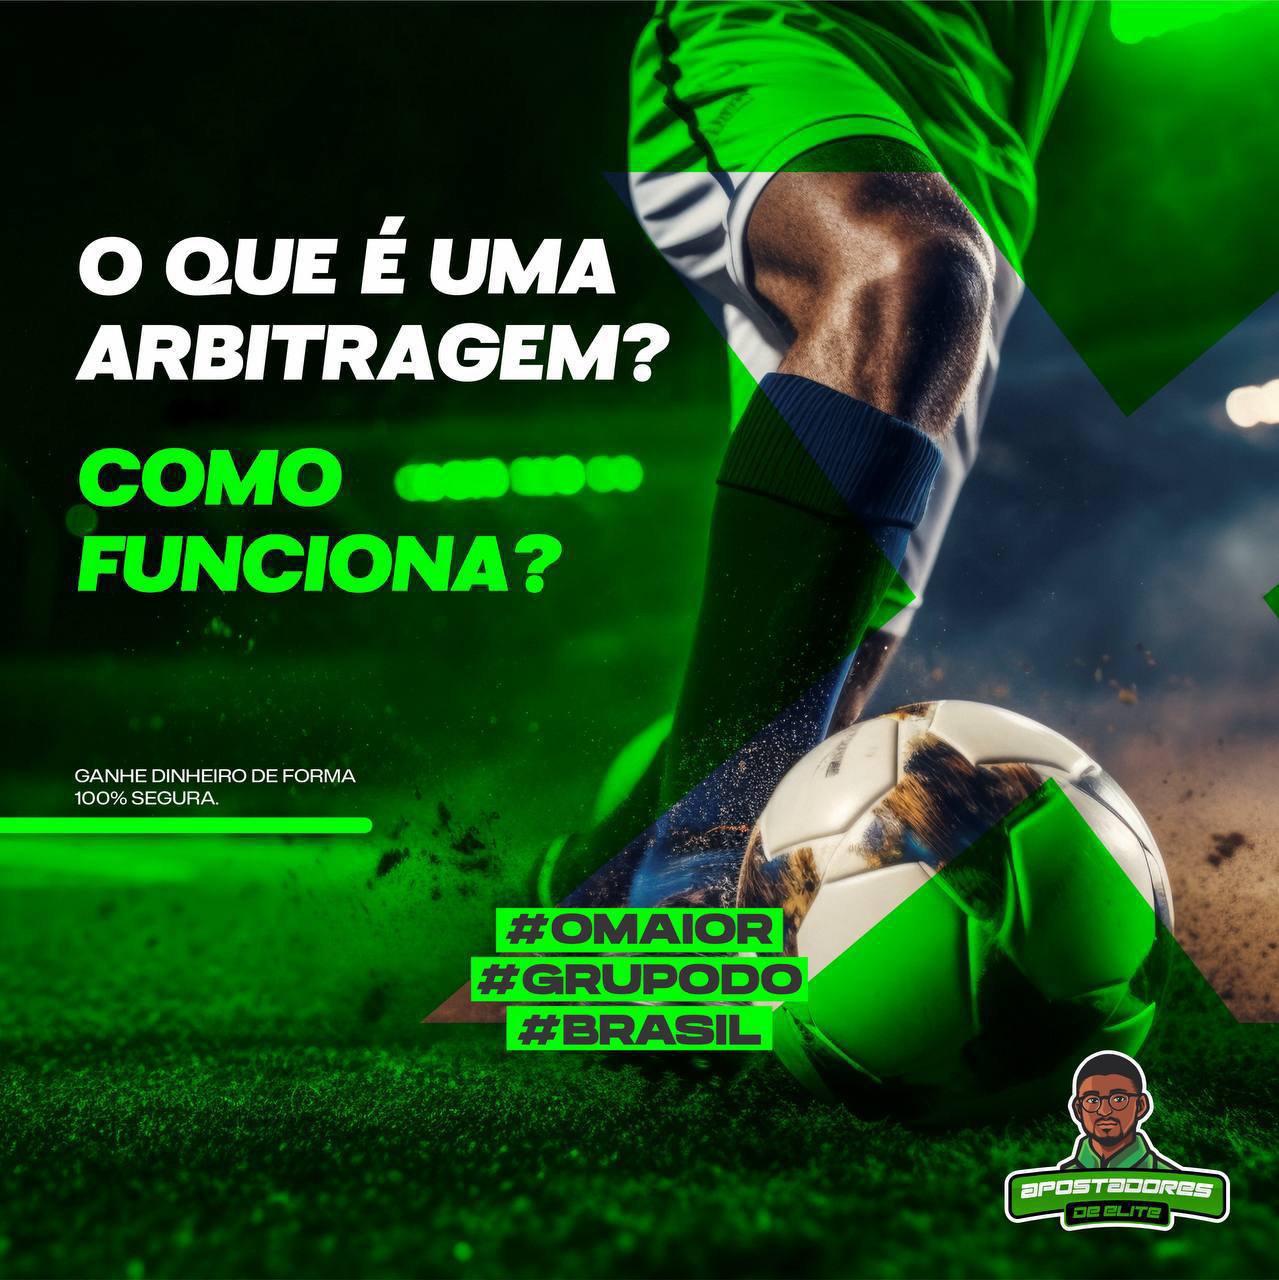 O QUE É UMA
ARBITRAGEM?
COMO
FUNCIONA?
GANHE DINHEIRO DE FORMA
100% SEGURA.
#OMAIOR
#GRUPODO
#BRASIL
APOSTADORES
DE ELITE